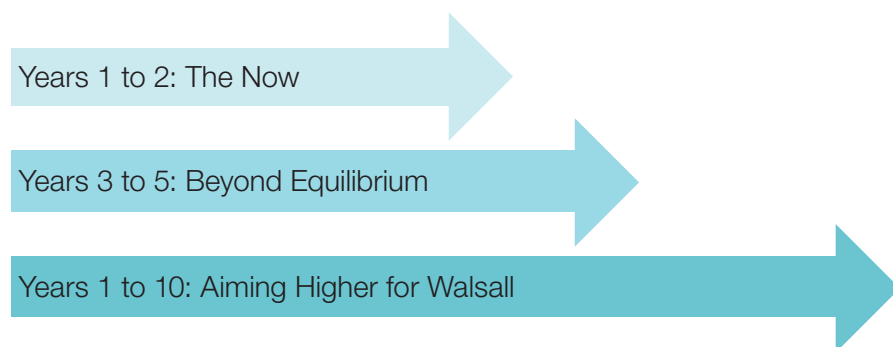 Years 1 to 2: The Now
Years 3 to 5: Beyond Equilibrium
Years 1 to 10: Aiming Higher for Walsall